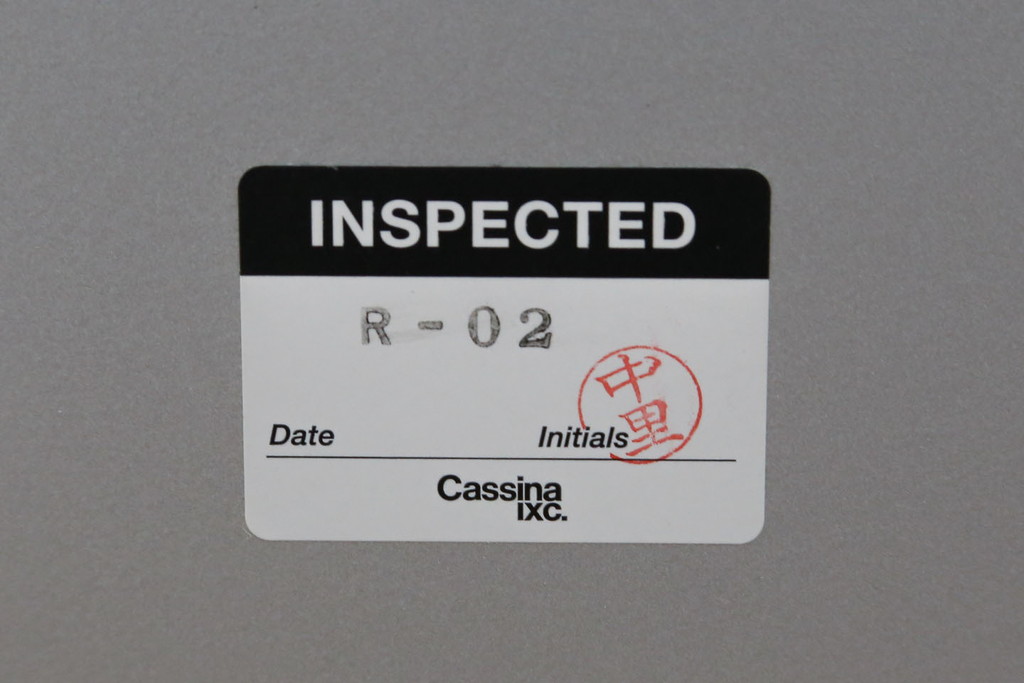 INSPECTED
R-02
中里
Date Initials
Cassina
IXC.